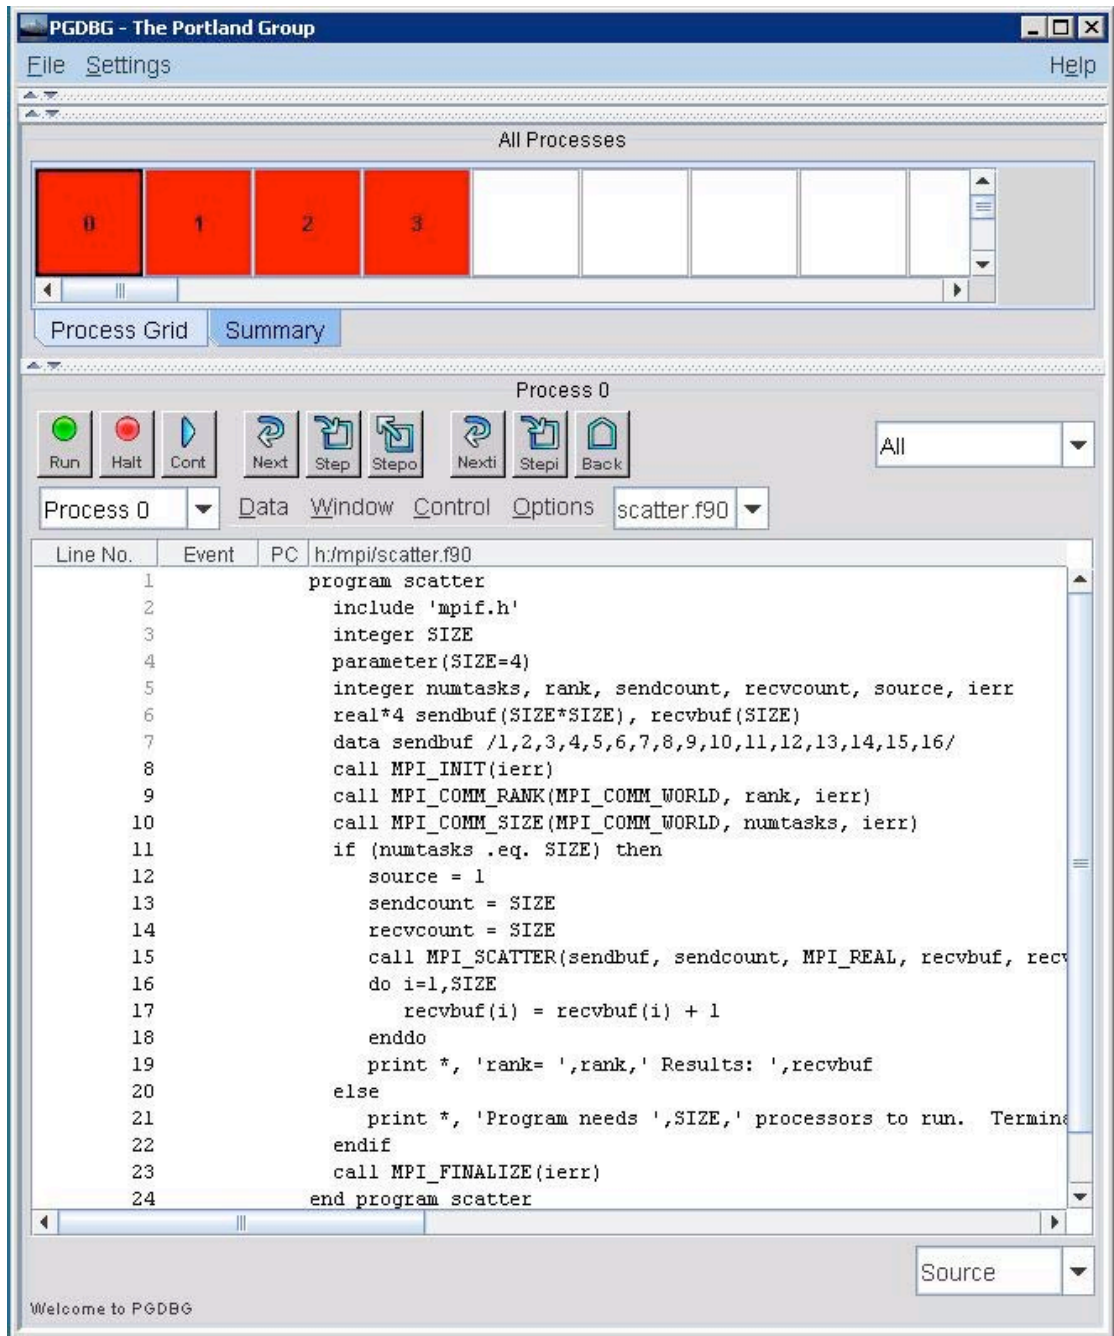 PGDBG - The Portland Group
File Settings Help
All Processes
0 1 2 3
Process Grid Summary
Process 0
Run Halt Cont Next Step Stepo Nexti Stepi Back All
Process 0 Data Window Control Options scatter.f90
Line No. Event PC h:/mpi/scatter.f90
1 program scatter
2 include 'mpif.h'
3 integer SIZE
4 parameter(SIZE=4)
5 integer numtasks, rank, sendcount, recvcount, source, ierr
6 real*4 sendbuf(SIZE*SIZE), recvbuf(SIZE)
7 data sendbuf /1,2,3,4,5,6,7,8,9,10,11,12,13,14,15,16/
8 call MPI_INIT(ierr)
9 call MPI_COMM_RANK(MPI_COMM_WORLD, rank, ierr)
10 call MPI_COMM_SIZE(MPI_COMM_WORLD, numtasks, ierr)
11 if (numtasks .eq. SIZE) then
12 source = 1
13 sendcount = SIZE
14 recvcount = SIZE
15 call MPI_SCATTER(sendbuf, sendcount, MPI_REAL, recvbuf, recv
16 do i=1,SIZE
17 recvbuf(i) = recvbuf(i) + 1
18 enddo
19 print *, 'rank= ',rank,' Results: ',recvbuf
20 else
21 print *, 'Program needs ',SIZE,' processors to run. Termina
22 endif
23 call MPI_FINALIZE(ierr)
24 end program scatter
Source
Welcome to PGDBG